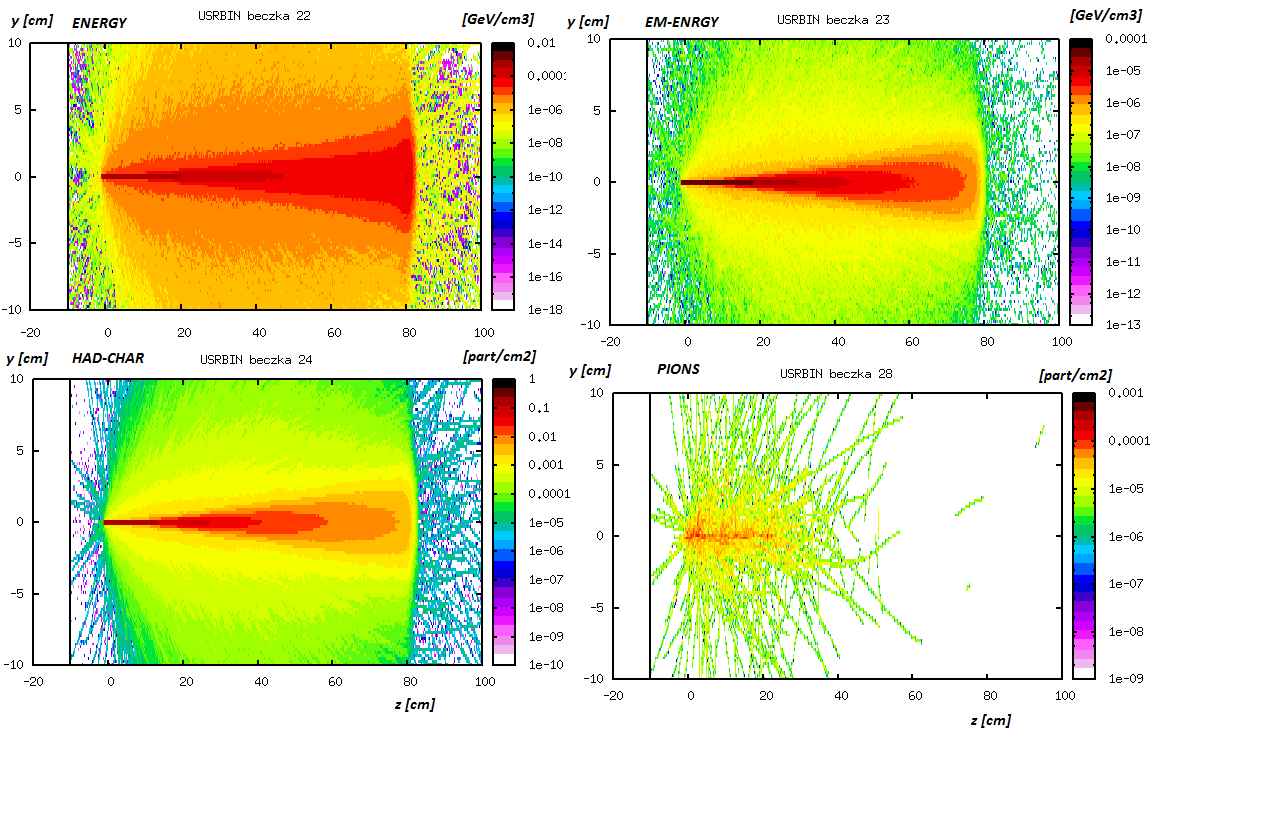 y [cm] ENERGY USRBIN beczka 22 [GeV/cm3]
10
5
0
-5
-10
-20 0 20 40 60 80 100
0.01
0.0001
1e-06
1e-08
1e-10
1e-12
1e-14
1e-16
1e-18
y [cm] EM-ENRGY USRBIN beczka 23 [GeV/cm3]
10
5
0
-5
-10
-20 0 20 40 60 80 100
0.0001
1e-05
1e-06
1e-07
1e-08
1e-09
1e-10
1e-11
1e-12
1e-13
y [cm] HAD-CHAR USRBIN beczka 24 [part/cm2]
10
5
0
-5
-10
-20 0 20 40 60 80 100
z [cm]
1
0.1
0.01
0.001
0.0001
1e-05
1e-06
1e-07
1e-08
1e-09
1e-10
y [cm] PIONS USRBIN beczka 28 [part/cm2]
10
5
0
-5
-10
-20 0 20 40 60 80 100
z [cm]
0.001
0.0001
1e-05
1e-06
1e-07
1e-08
1e-09